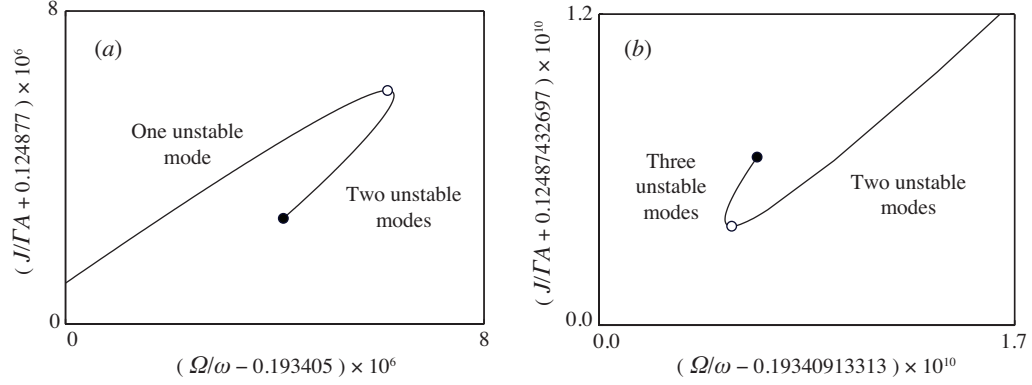 8
(a)
One unstable
mode
Two unstable
modes
( J/ΓA + 0.124877) × 10⁶
0
0
8
( Ω/ω − 0.193405 ) × 10⁶
1.2
(b)
Three
unstable
modes
Two unstable
modes
( J/ΓA + 0.12487432697) × 10¹⁰
0.0
0.0
1.7
( Ω/ω − 0.19340913313 ) × 10¹⁰